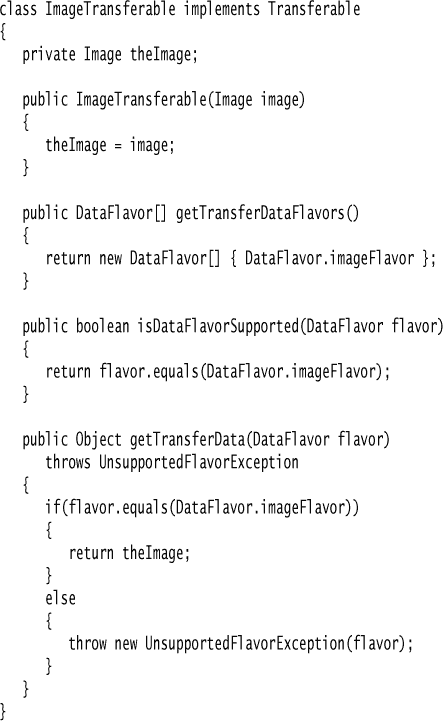 class ImageTransferable implements Transferable
{
   private Image theImage;

   public ImageTransferable(Image image)
   {
      theImage = image;
   }

   public DataFlavor[] getTransferDataFlavors()
   {
      return new DataFlavor[] { DataFlavor.imageFlavor };
   }

   public boolean isDataFlavorSupported(DataFlavor flavor)
   {
      return flavor.equals(DataFlavor.imageFlavor);
   }

   public Object getTransferData(DataFlavor flavor)
      throws UnsupportedFlavorException
   {
      if(flavor.equals(DataFlavor.imageFlavor))
      {
         return theImage;
      }
      else
      {
         throw new UnsupportedFlavorException(flavor);
      }
   }
}